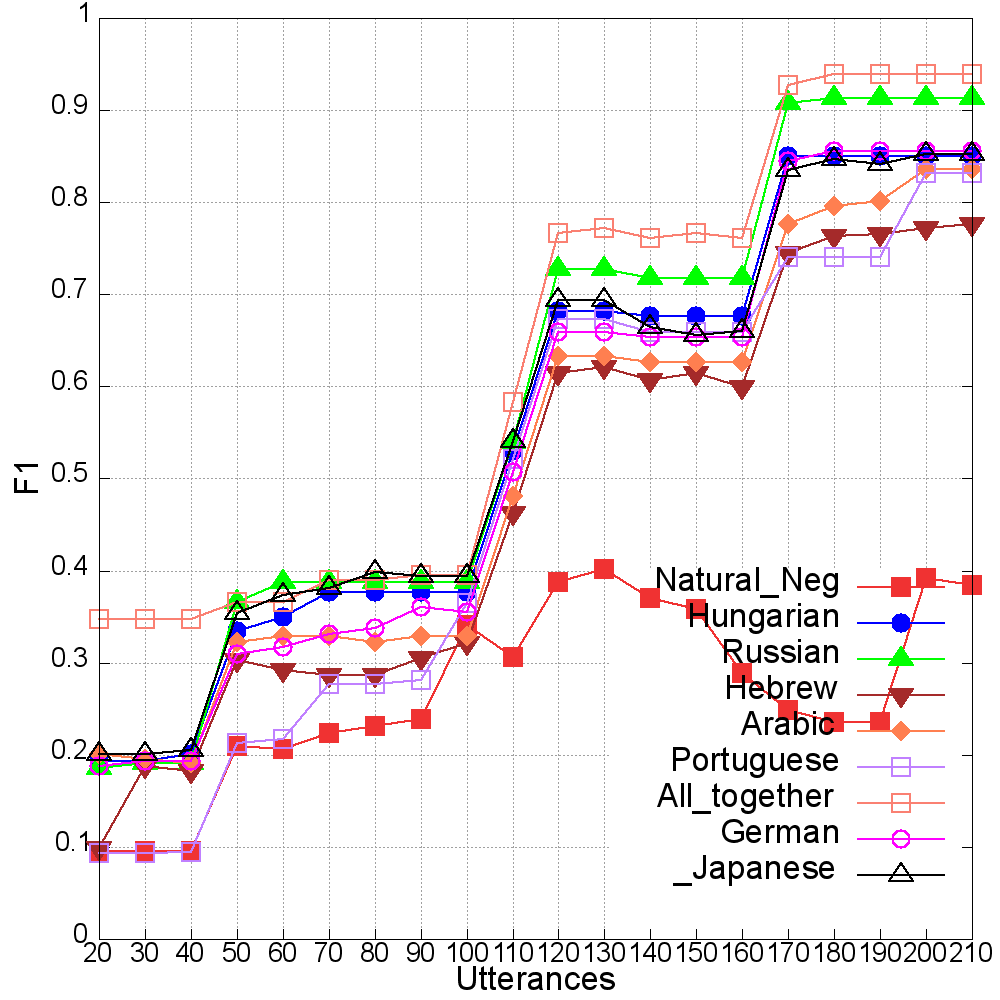 1
0.9
0.8
0.7
0.6
0.5
0.4
0.3
0.2
0.1
0
F1
Natural_Neg
Hungarian
Russian
Hebrew
Arabic
Portuguese
All_together
German
_Japanese
20 30 40 50 60 70 80 90 100 110 120 130 140 150 160 170 180 190 200 210
Utterances